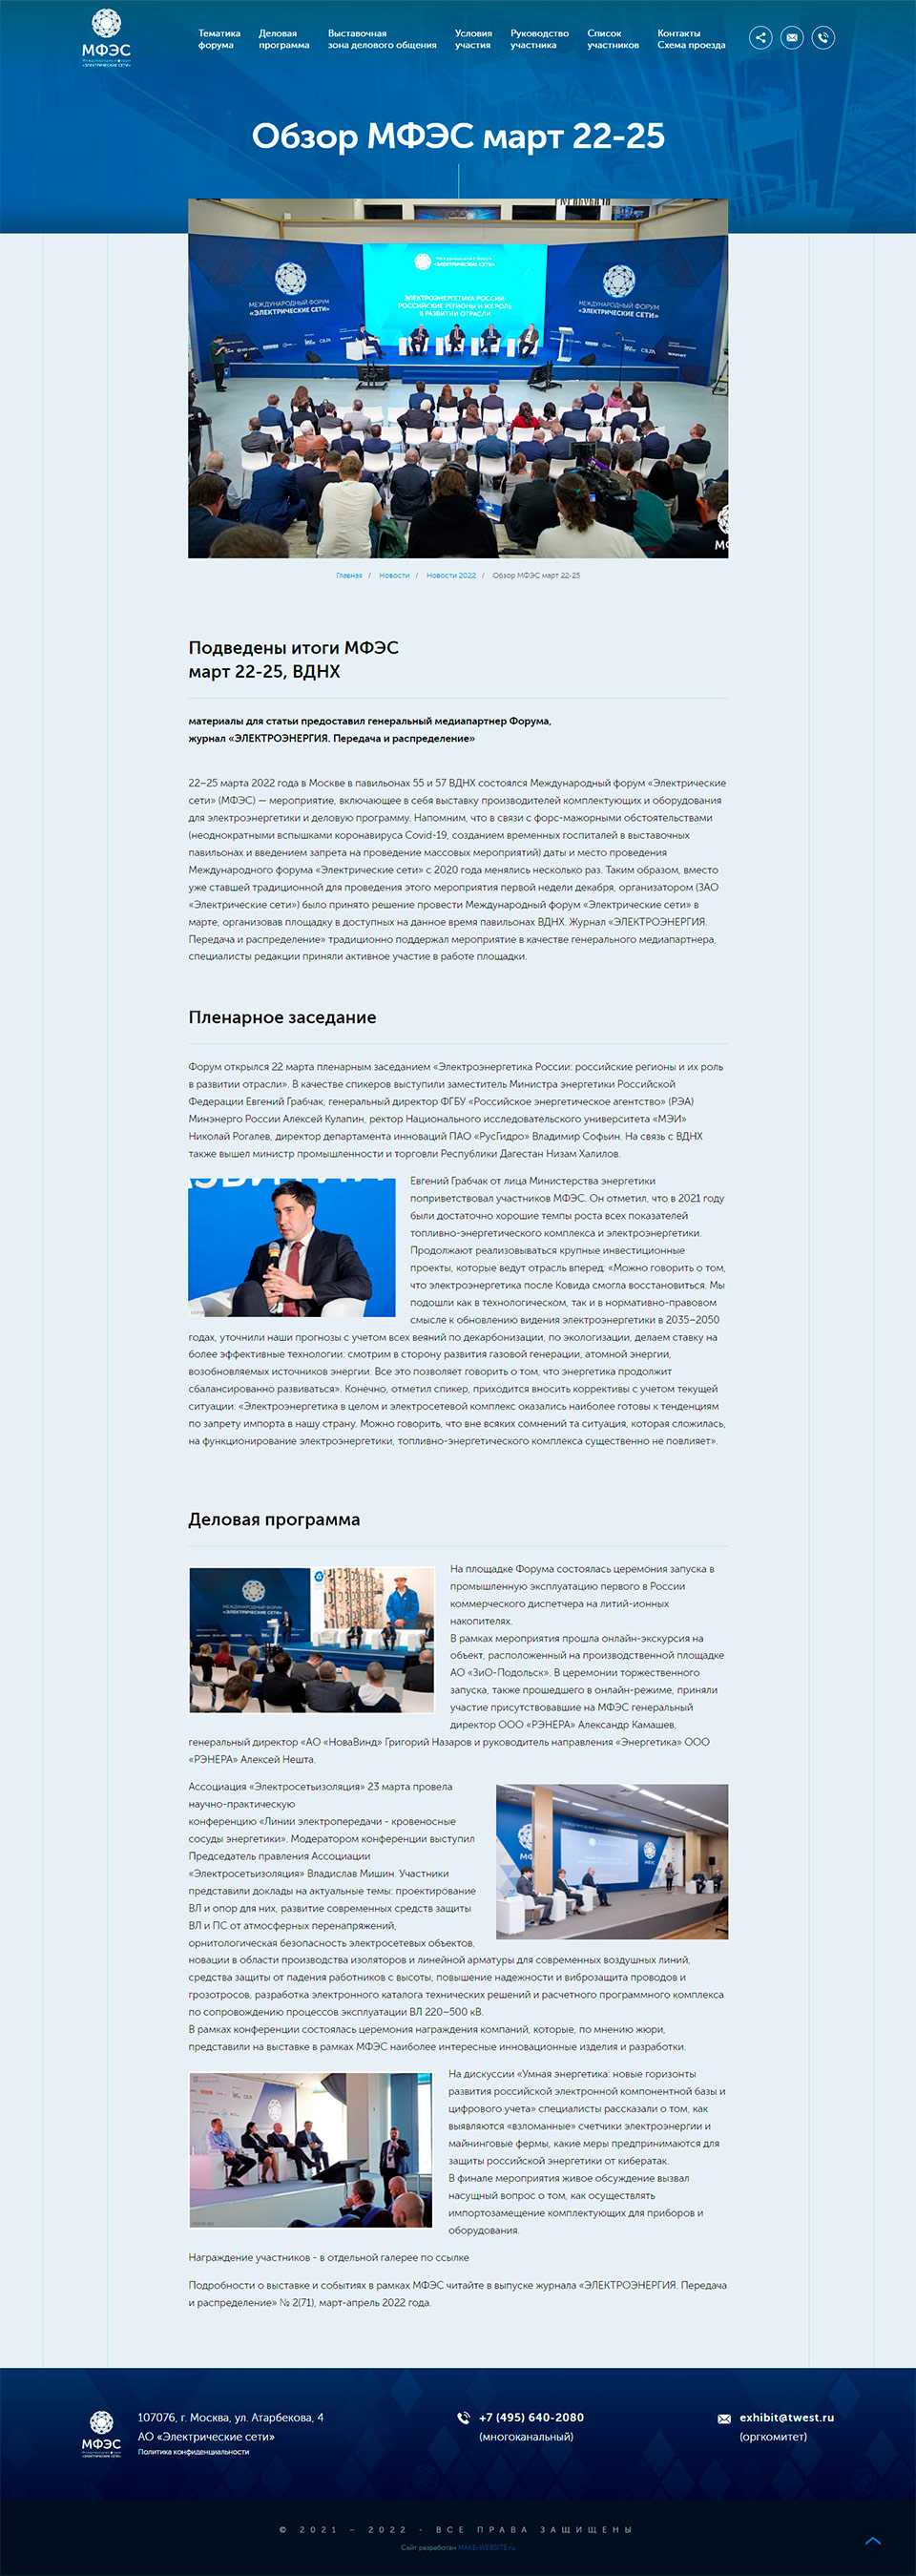 МФЭС
Международный форум
«ЭЛЕКТРИЧЕСКИЕ СЕТИ»
Тематика
форума
Деловая
программа
Выставочная
зона делового общения
Условия
участия
Руководство
участника
Список
участников
Контакты
Схема проезда
Обзор МФЭС март 22-25
Международный форум
«ЭЛЕКТРИЧЕСКИЕ СЕТИ»
МЕЖДУНАРОДНЫЙ ФОРУМ
«ЭЛЕКТРИЧЕСКИЕ СЕТИ»
ЭЛЕКТРОЭНЕРГЕТИКА РОССИИ:
РОССИЙСКИЕ РЕГИОНЫ И ИХ РОЛЬ
В РАЗВИТИИ ОТРАСЛИ
МЕЖДУНАРОДНЫЙ ФОРУМ
«ЭЛЕКТРИЧЕСКИЕ СЕТИ»
Главная / Новости / Новости 2022 / Обзор МФЭС март 22-25
Подведены итоги МФЭС
март 22-25, ВДНХ
материалы для статьи предоставил генеральный медиапартнер Форума,
журнал «ЭЛЕКТРОЭНЕРГИЯ. Передача и распределение»
22–25 марта 2022 года в Москве в павильонах 55 и 57 ВДНХ состоялся Международный форум «Электрические
сети» (МФЭС) — мероприятие, включающее в себя выставку производителей комплектующих и оборудования
для электроэнергетики и деловую программу. Напомним, что в связи с форс-мажорными обстоятельствами
(неоднократными вспышками коронавируса Covid-19, созданием временных госпиталей в выставочных
павильонах и введением запрета на проведение массовых мероприятий) даты и место проведения
Международного форума «Электрические сети» с 2020 года менялись несколько раз. Таким образом, вместо
уже ставшей традиционной для проведения этого мероприятия первой недели декабря, организатором (ЗАО
«Электрические сети») было принято решение провести Международный форум «Электрические сети» в
марте, организовав площадку в доступных на данное время павильонах ВДНХ. Журнал «ЭЛЕКТРОЭНЕРГИЯ.
Передача и распределение» традиционно поддержал мероприятие в качестве генерального медиапартнера,
специалисты редакции приняли активное участие в работе площадки.
Пленарное заседание
Форум открылся 22 марта пленарным заседанием «Электроэнергетика России: российские регионы и их роль
в развитии отрасли». В качестве спикеров выступили заместитель Министра энергетики Российской
Федерации Евгений Грабчак, генеральный директор ФГБУ «Российское энергетическое агентство» (РЭА)
Минэнерго России Алексей Кулапин, ректор Национального исследовательского университета «МЭИ»
Николай Рогалев, директор департамента инноваций ПАО «РусГидро» Владимир Софьин. На связь с ВДНХ
также вышел министр промышленности и торговли Республики Дагестан Низам Халилов.
Евгений Грабчак от лица Министерства энергетики
поприветствовал участников МФЭС. Он отметил, что в 2021 году
были достаточно хорошие темпы роста всех показателей
топливно-энергетического комплекса и электроэнергетики.
Продолжают реализовываться крупные инвестиционные
проекты, которые ведут отрасль вперед: «Можно говорить о том,
что электроэнергетика после Ковида смогла восстановиться. Мы
подошли как в технологическом, так и в нормативно-правовом
смысле к обновлению видения электроэнергетики в 2035–2050
годах, уточнили наши прогнозы с учетом всех веяний по декарбонизации, по экологизации, делаем ставку на
более эффективные технологии: смотрим в сторону развития газовой генерации, атомной энергии,
возобновляемых источников энергии. Все это позволяет говорить о том, что энергетика продолжит
сбалансированно развиваться». Конечно, отметил спикер, приходится вносить коррективы с учетом текущей
ситуации: «Электроэнергетика в целом и электросетевой комплекс оказались наиболее готовы к тенденциям
по запрету импорта в нашу страну. Можно говорить, что вне всяких сомнений та ситуация, которая сложилась,
на функционирование электроэнергетики, топливно-энергетического комплекса существенно не повлияет».
Деловая программа
МЕЖДУНАРОДНЫЙ ФОРУМ
«ЭЛЕКТРИЧЕСКИЕ СЕТИ»
На площадке Форума состоялась церемония запуска в
промышленную эксплуатацию первого в России
коммерческого диспетчера на литий-ионных
накопителях.
В рамках мероприятия прошла онлайн-экскурсия на
объект, расположенный на производственной площадке
АО «ЗиО-Подольск». В церемонии торжественного
запуска, также прошедшего в онлайн-режиме, приняли
участие присутствовавшие на МФЭС генеральный
директор ООО «РЭНЕРА» Александр Камашев,
генеральный директор «АО «НоваВинд» Григорий Назаров и руководитель направления «Энергетика» ООО
«РЭНЕРА» Алексей Нешта.
Ассоциация «Электросетьизоляция» 23 марта провела
научно-практическую
конференцию «Линии электропередачи - кровеносные
сосуды энергетики». Модератором конференции выступил
Председатель правления Ассоциации
«Электросетьизоляция» Владислав Мишин. Участники
представили доклады на актуальные темы: проектирование
ВЛ и опор для них, развитие современных средств защиты
ВЛ и ПС от атмосферных перенапряжений,
орнитологическая безопасность электросетевых объектов,
новации в области производства изоляторов и линейной арматуры для современных воздушных линий,
средства защиты от падения работников с высоты, повышение надежности и виброзащита проводов и
грозотросов, разработка электронного каталога технических решений и расчетного программного комплекса
по сопровождению процессов эксплуатации ВЛ 220–500 кВ.
В рамках конференции состоялась церемония награждения компаний, которые, по мнению жюри,
представили на выставке в рамках МФЭС наиболее интересные инновационные изделия и разработки.
На дискуссии «Умная энергетика: новые горизонты
развития российской электронной компонентной базы и
цифрового учета» специалисты рассказали о том, как
выявляются «взломанные» счетчики электроэнергии и
майнинговые фермы, какие меры предпринимаются для
защиты российской энергетики от кибератак.
В финале мероприятия живое обсуждение вызвал
насущный вопрос о том, как осуществлять
импортозамещение комплектующих для приборов и
оборудования.
Награждение участников - в отдельной галерее по ссылке
Подробности о выставке и событиях в рамках МФЭС читайте в выпуске журнала «ЭЛЕКТРОЭНЕРГИЯ. Передача
и распределение» № 2(71), март-апрель 2022 года.
МФЭС
107076, г. Москва, ул. Атарбекова, 4
АО «Электрические сети»
Политика конфиденциальности
+7 (495) 640-2080
(многоканальный)
exhibit@twest.ru
(оргкомитет)
© 2021 – 2022 - ВСЕ ПРАВА ЗАЩИЩЕНЫ
Сайт разработан MAKE-WEBSITE.ru